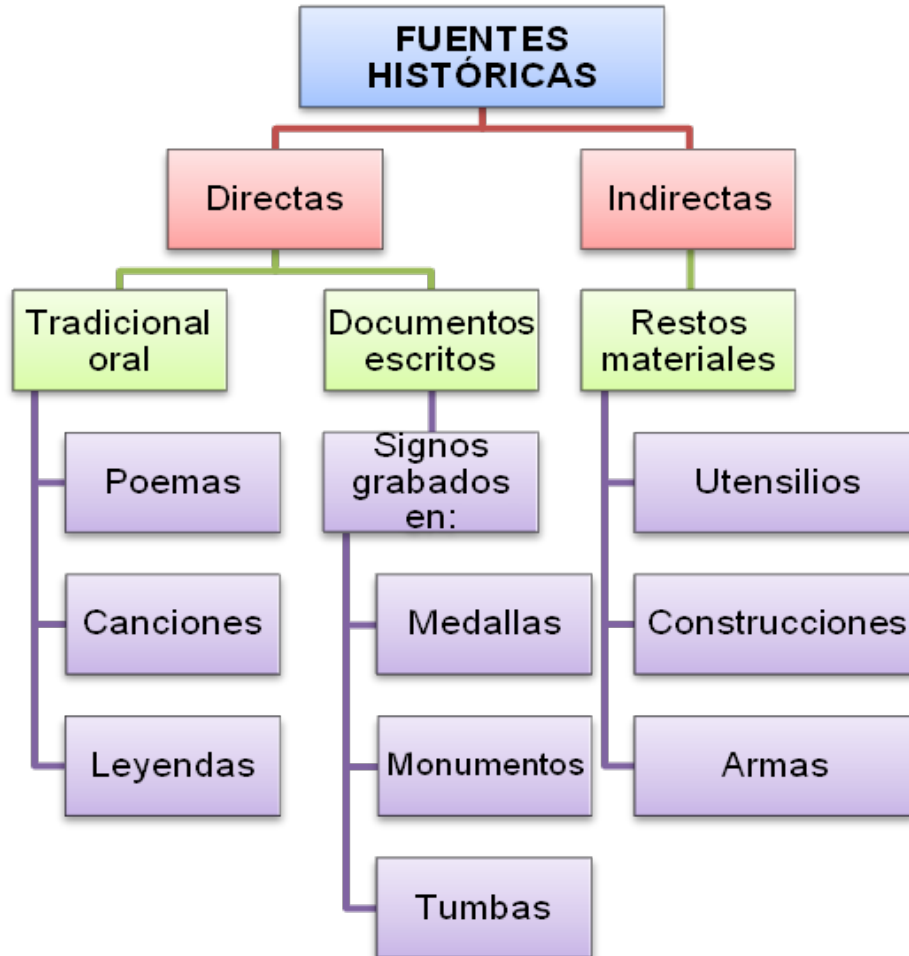 FUENTES
HISTÓRICAS
Directas
Indirectas
Tradicional
oral
Documentos
escritos
Restos
materiales
Poemas
Signos
grabados
en:
Utensilios
Canciones
Medallas
Construcciones
Leyendas
Monumentos
Armas
Tumbas